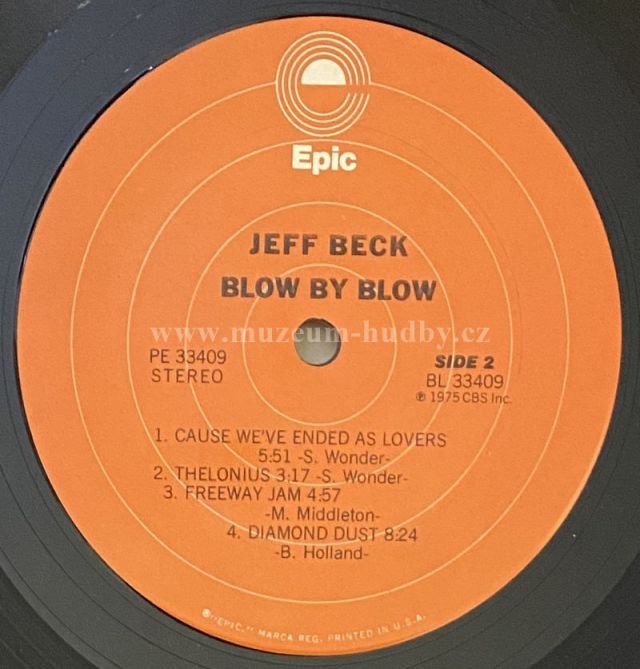 Epic
JEFF BECK
BLOW BY BLOW
www.muzeum-hudby.cz
PE 33409
STEREO
SIDE 2
BL 33409
℗ 1975 CBS Inc.
1. CAUSE WE'VE ENDED AS LOVERS
5:51 -S. Wonder-
2. THELONIUS 3:17 -S. Wonder-
3. FREEWAY JAM 4:57
-M. Middleton-
4. DIAMOND DUST 8:24
-B. Holland-
®"EPIC," MARCA REG. PRINTED IN U.S.A.